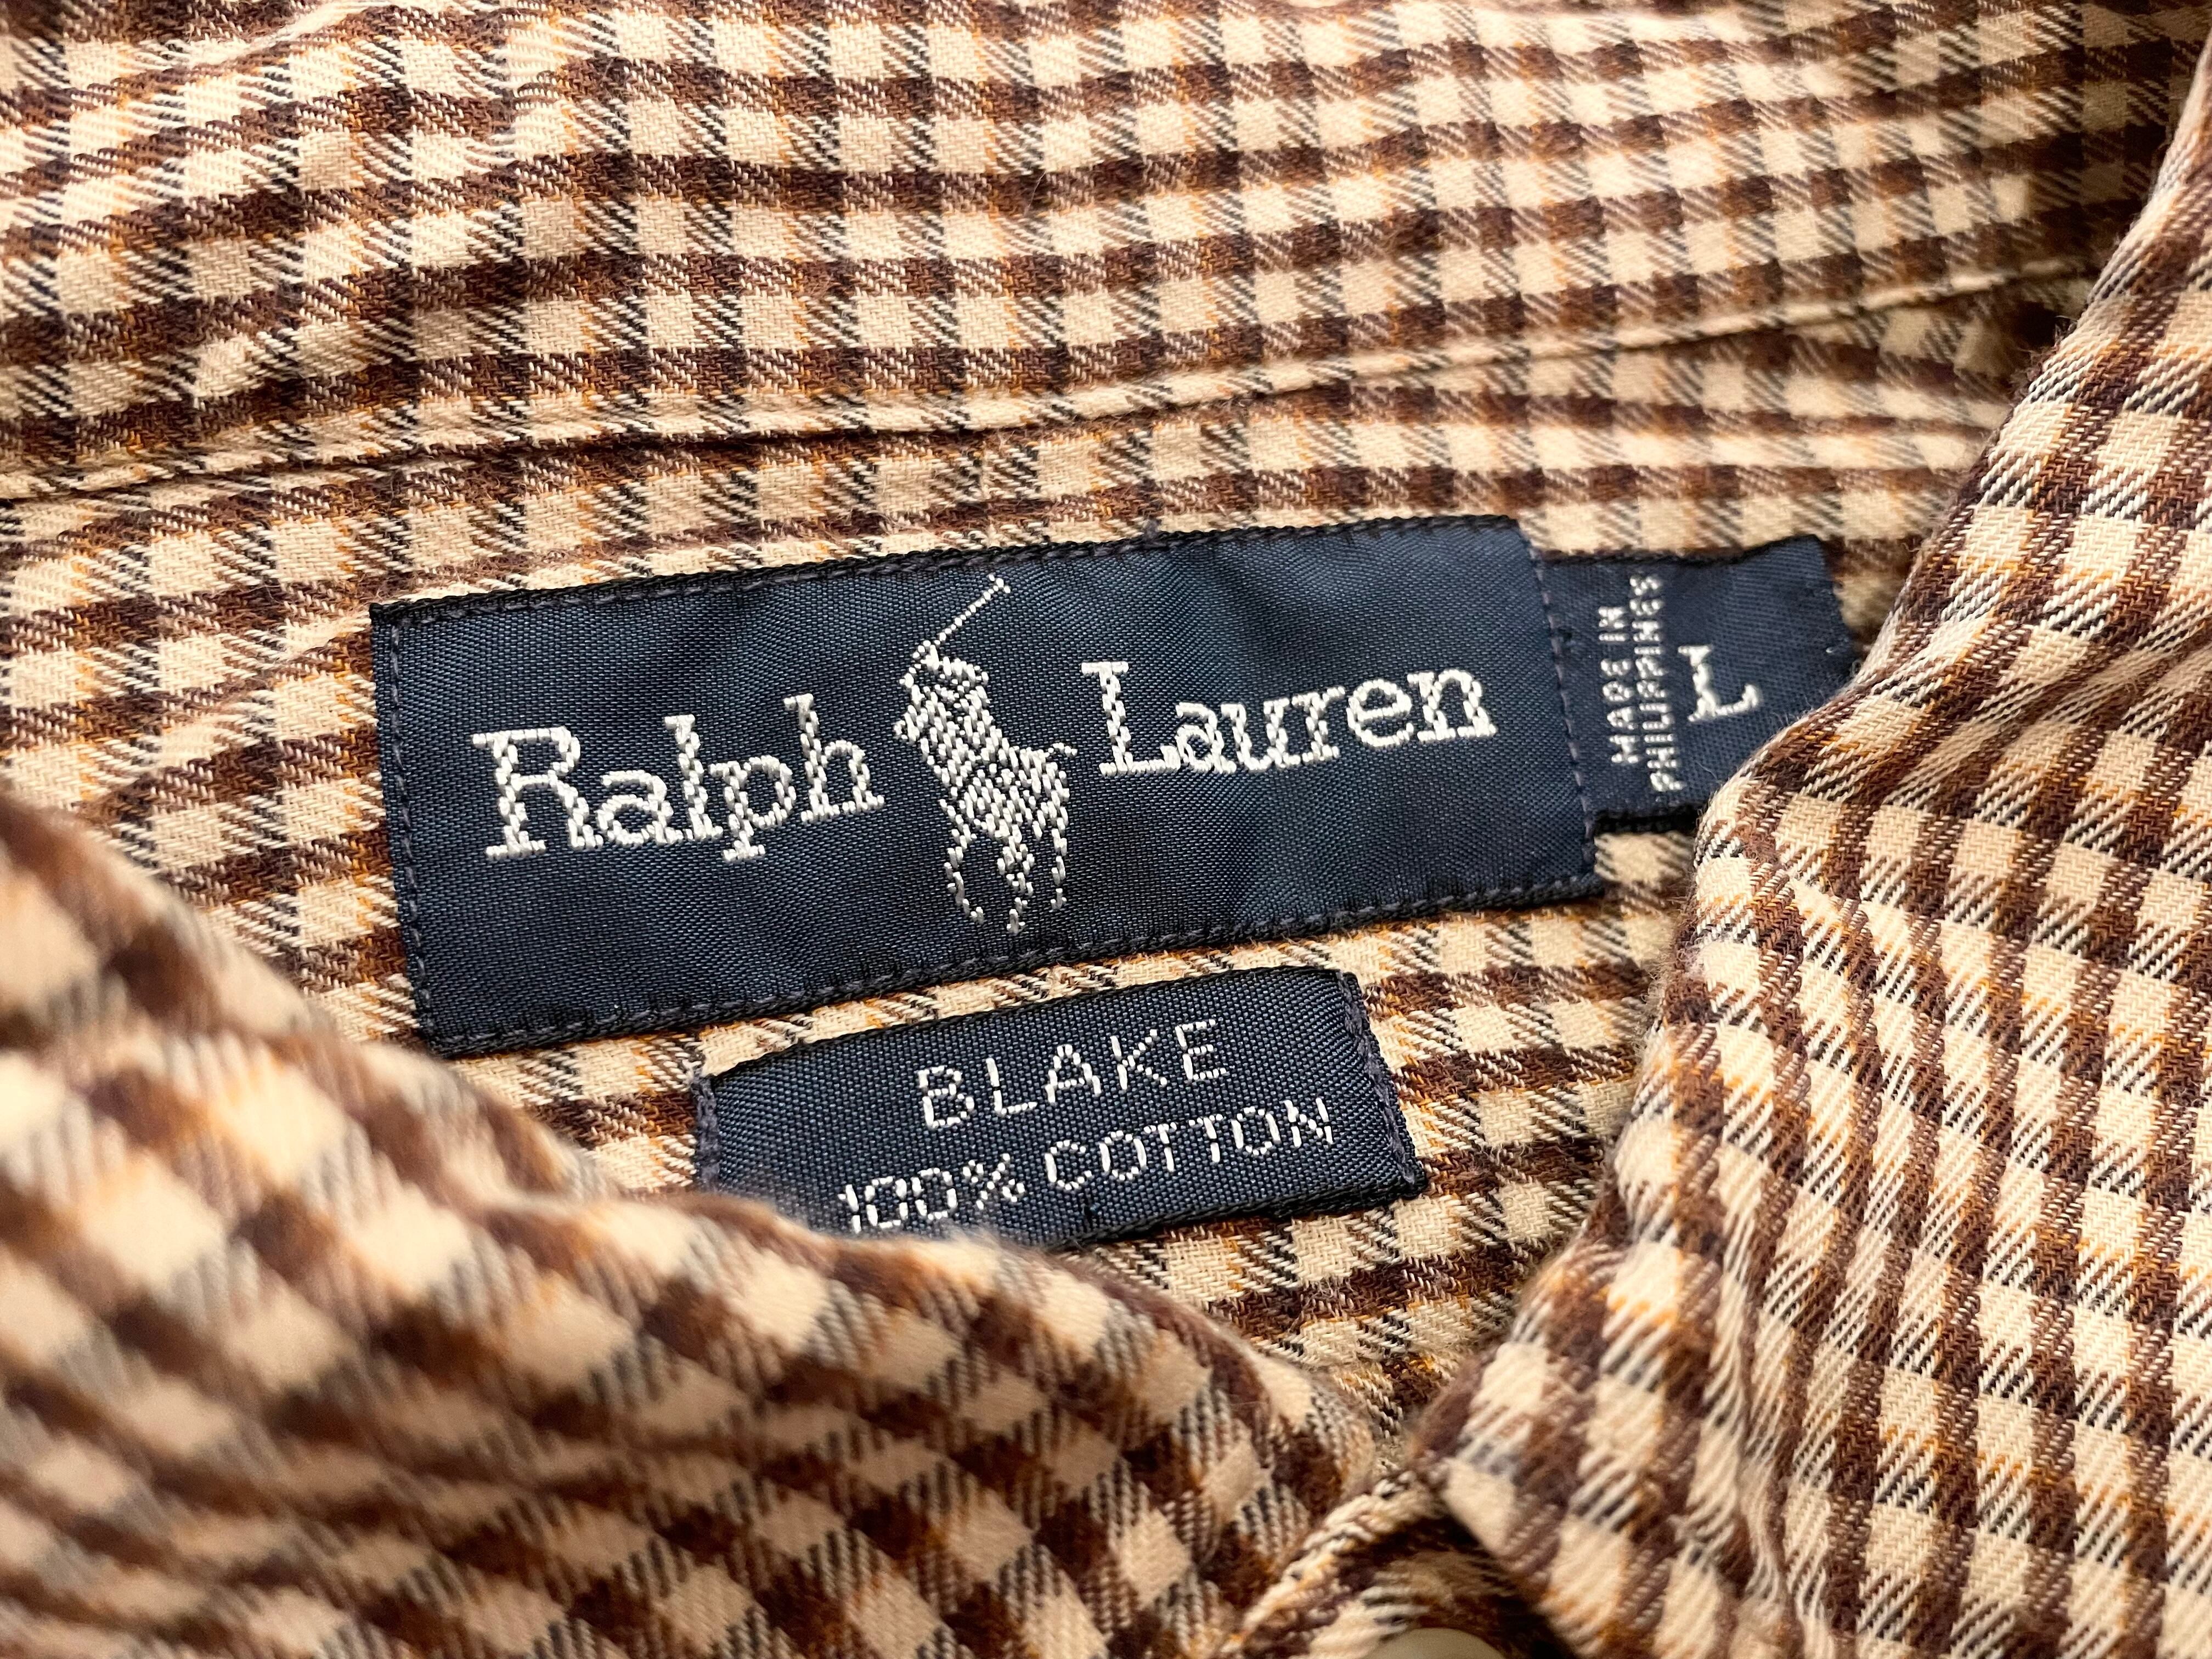 Ralph Lauren
MADE IN
PHILIPPINES
L
BLAKE
100% COTTON